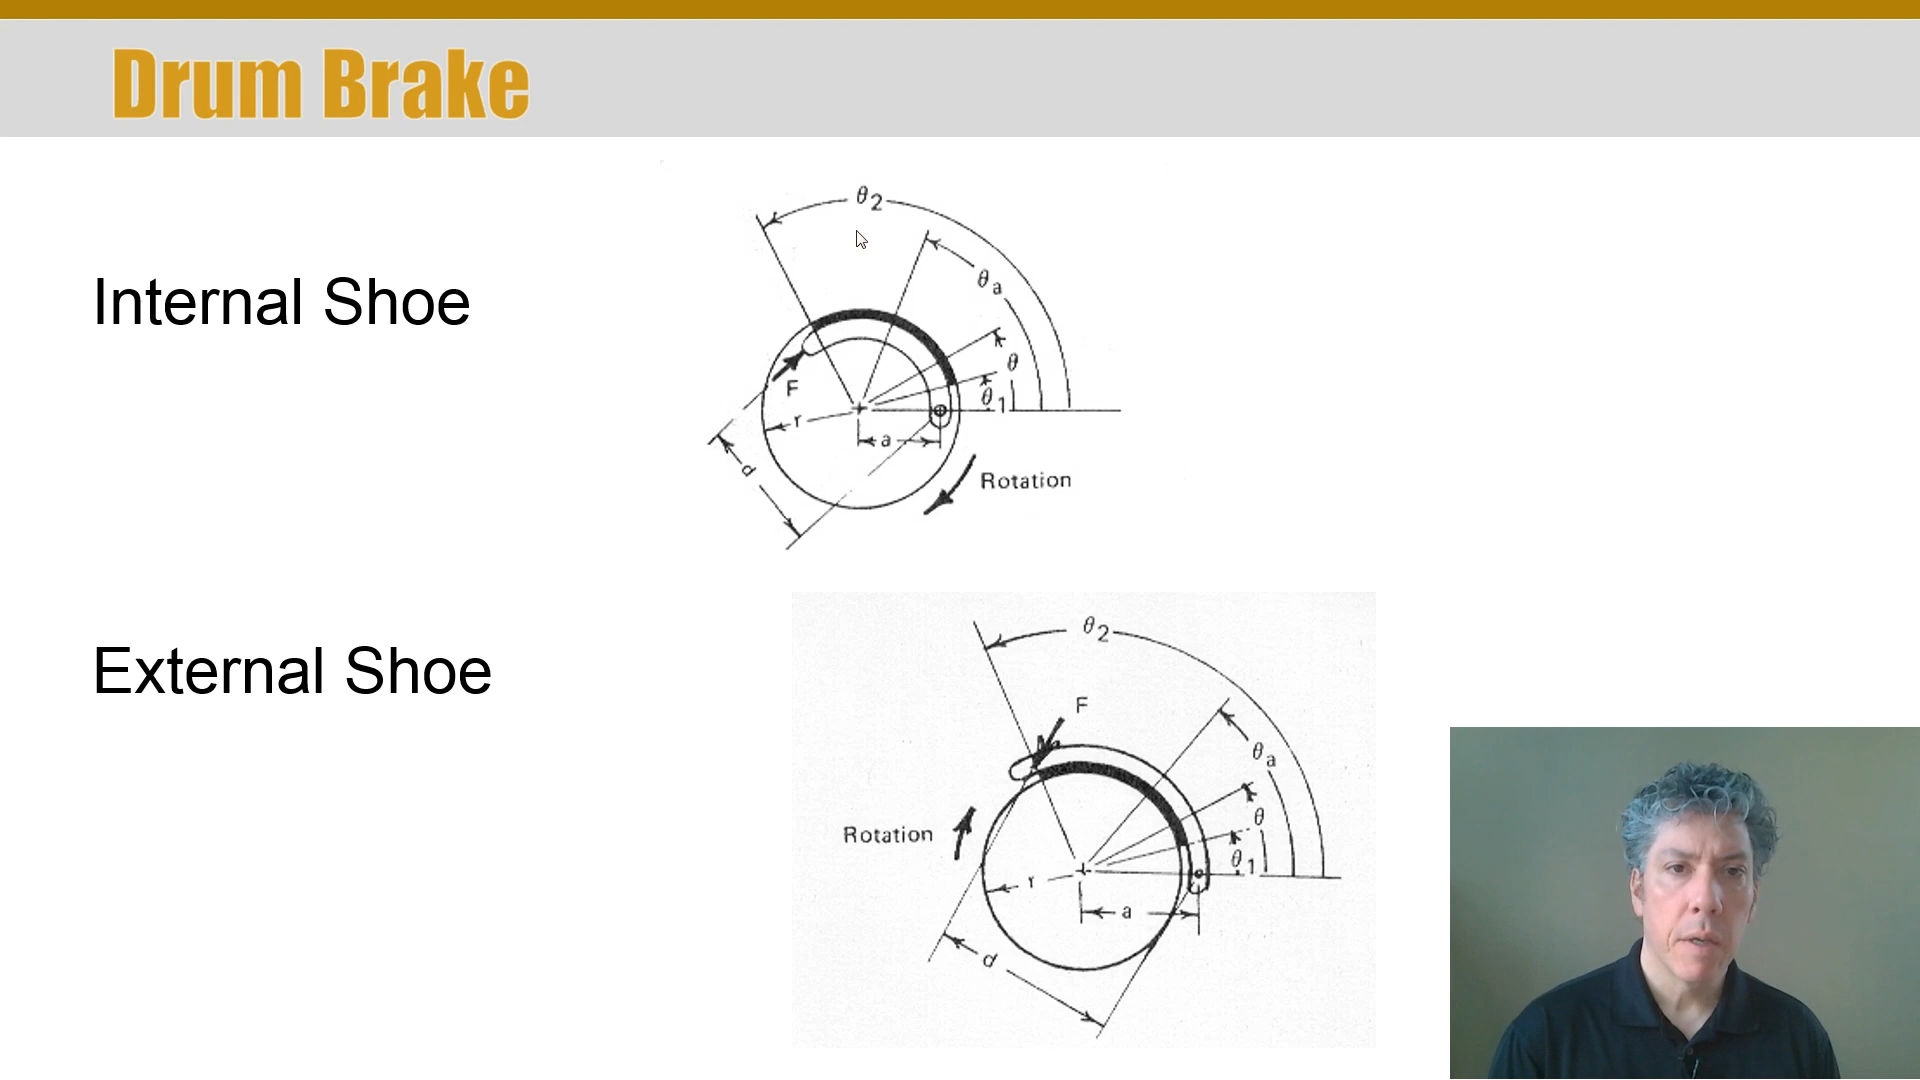 Drum Brake
Internal Shoe
θ2
θa
θ
θ1
F
r
a
d
Rotation
External Shoe
θ2
F
θa
θ
θ1
Rotation
r
a
d